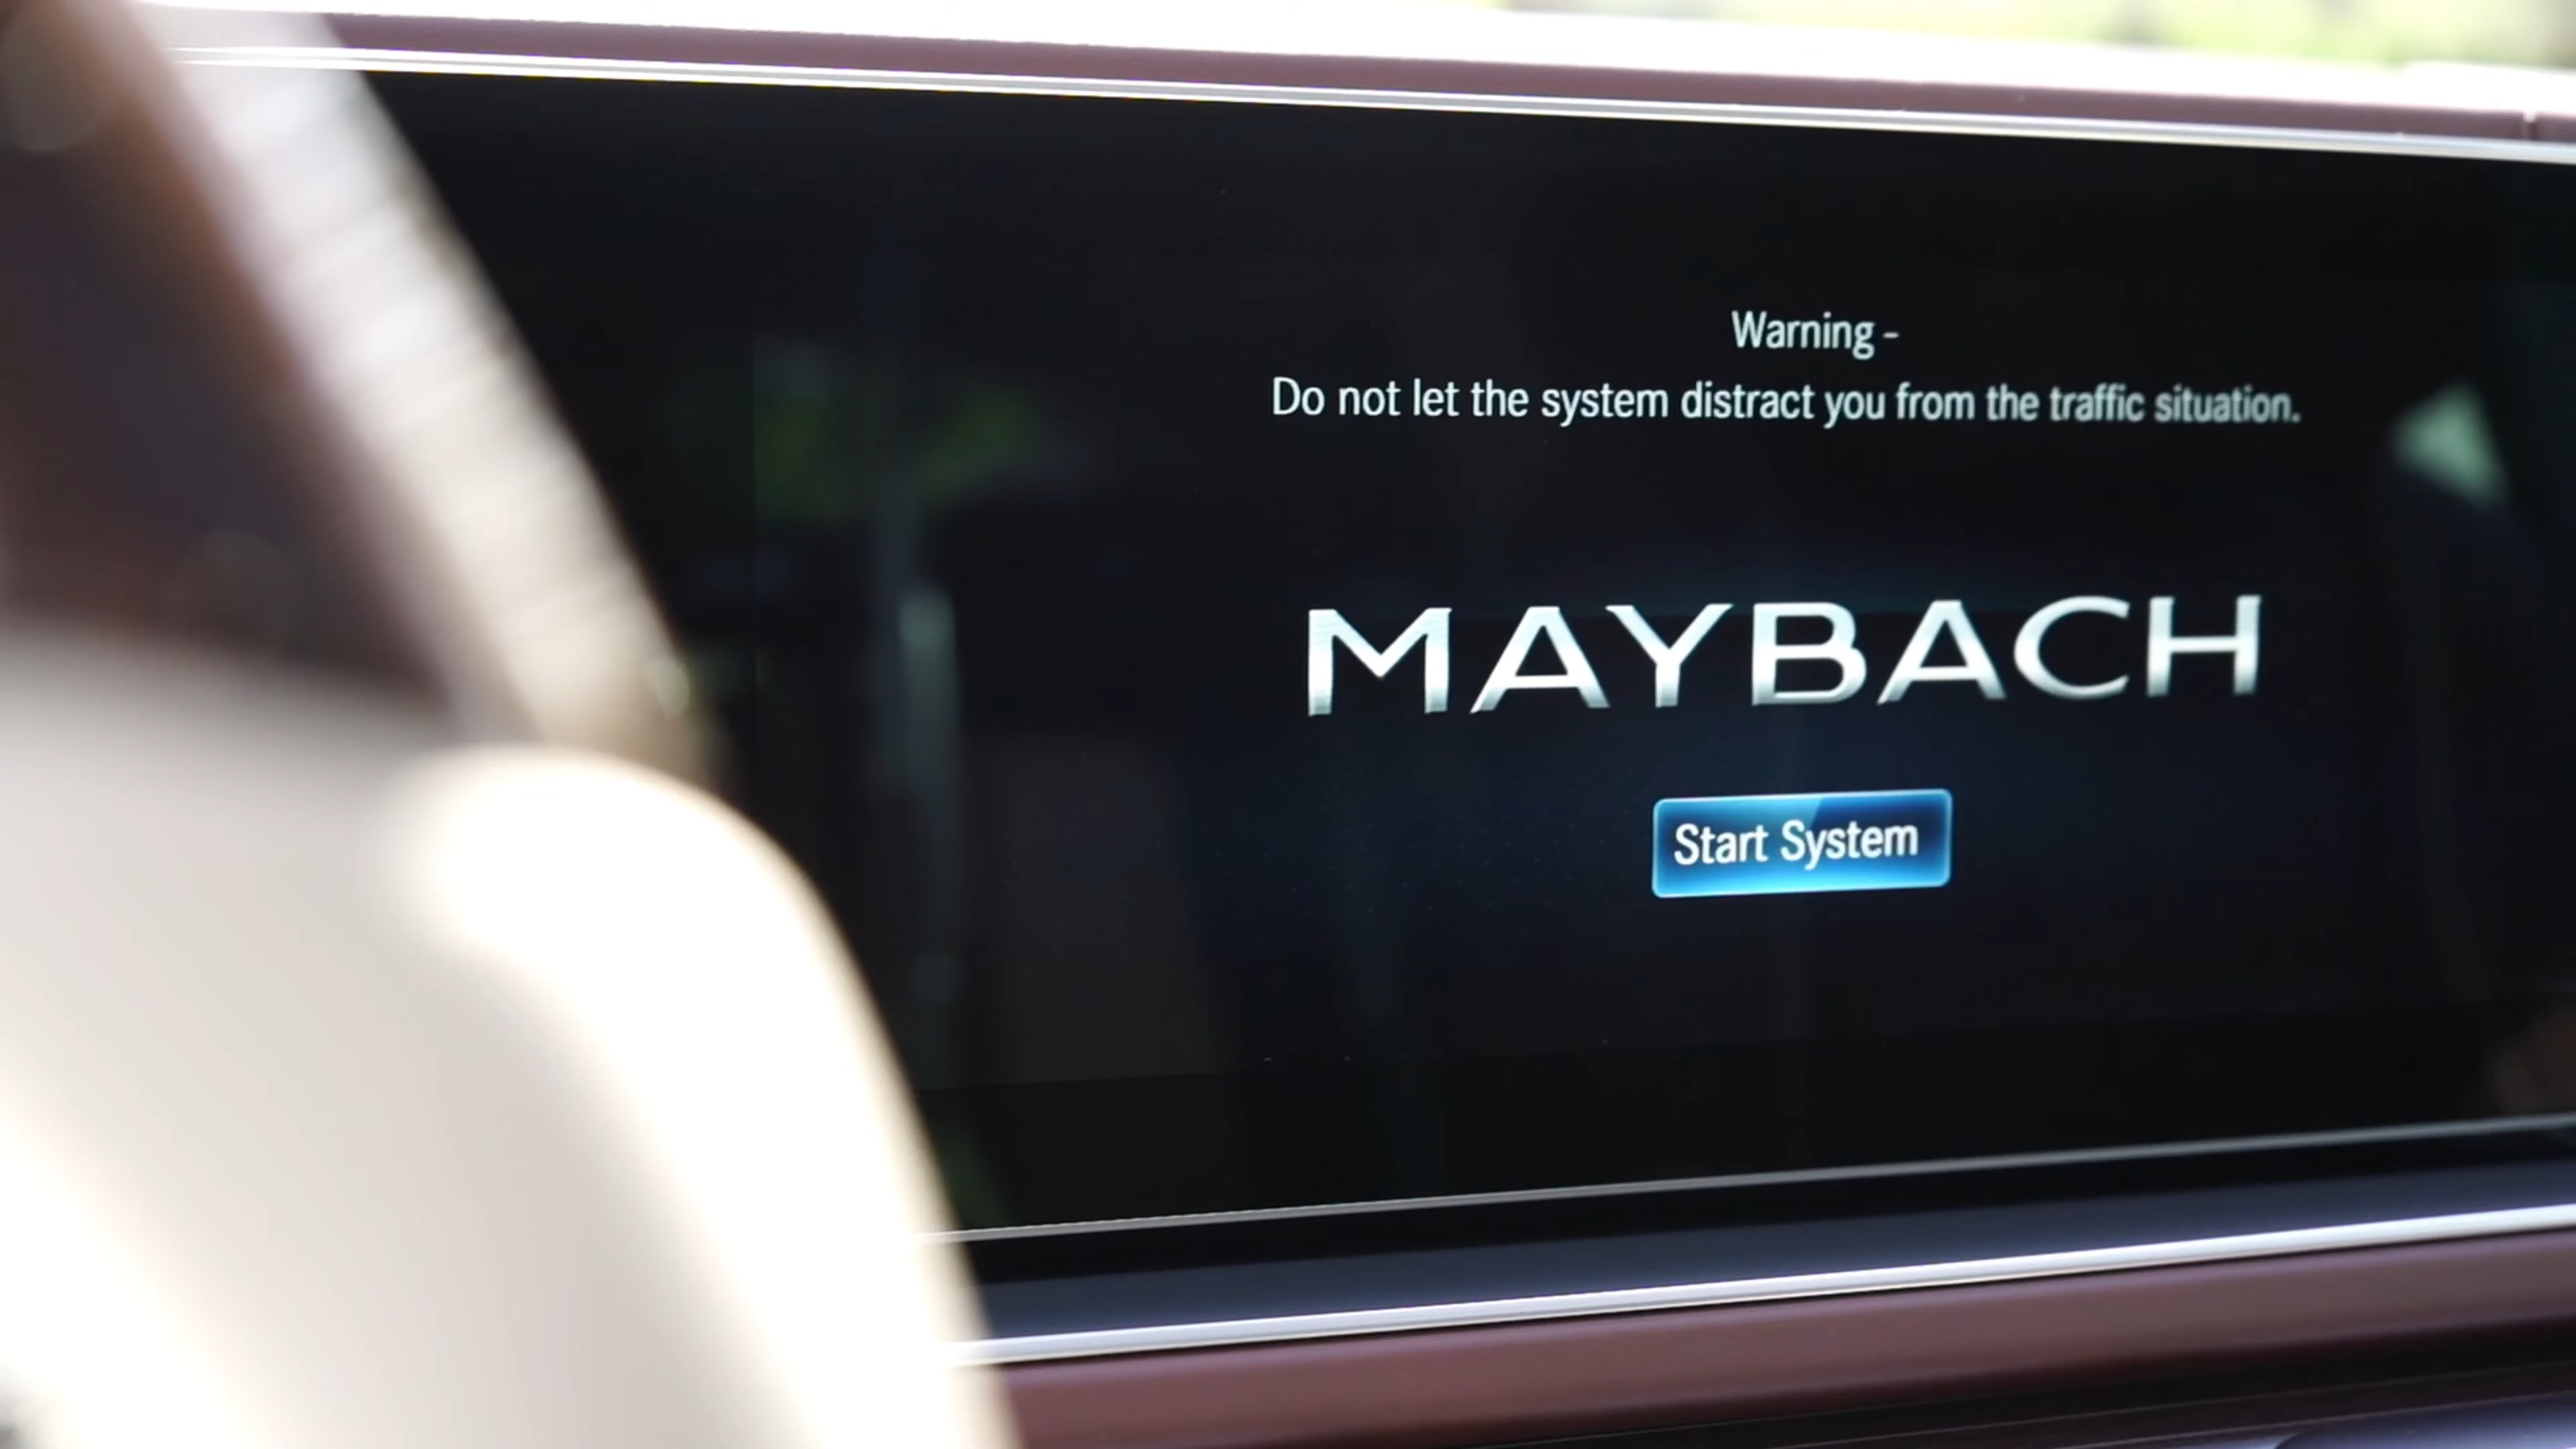 Warning -
Do not let the system distract you from the traffic situation.
MAYBACH
Start System